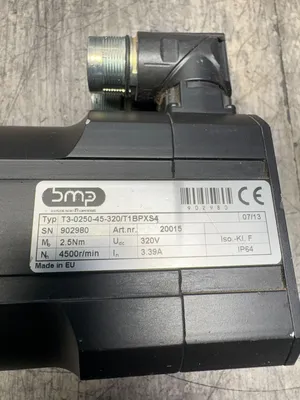 bmp
902980
Typ T3-0250-45-320/T1BPXS4 07/13
SN 902980 Art.nr. 20015
M₀ 2.5Nm 320V Iso.-Kl. F
4500r/min 3.39A IP64
Made in EU